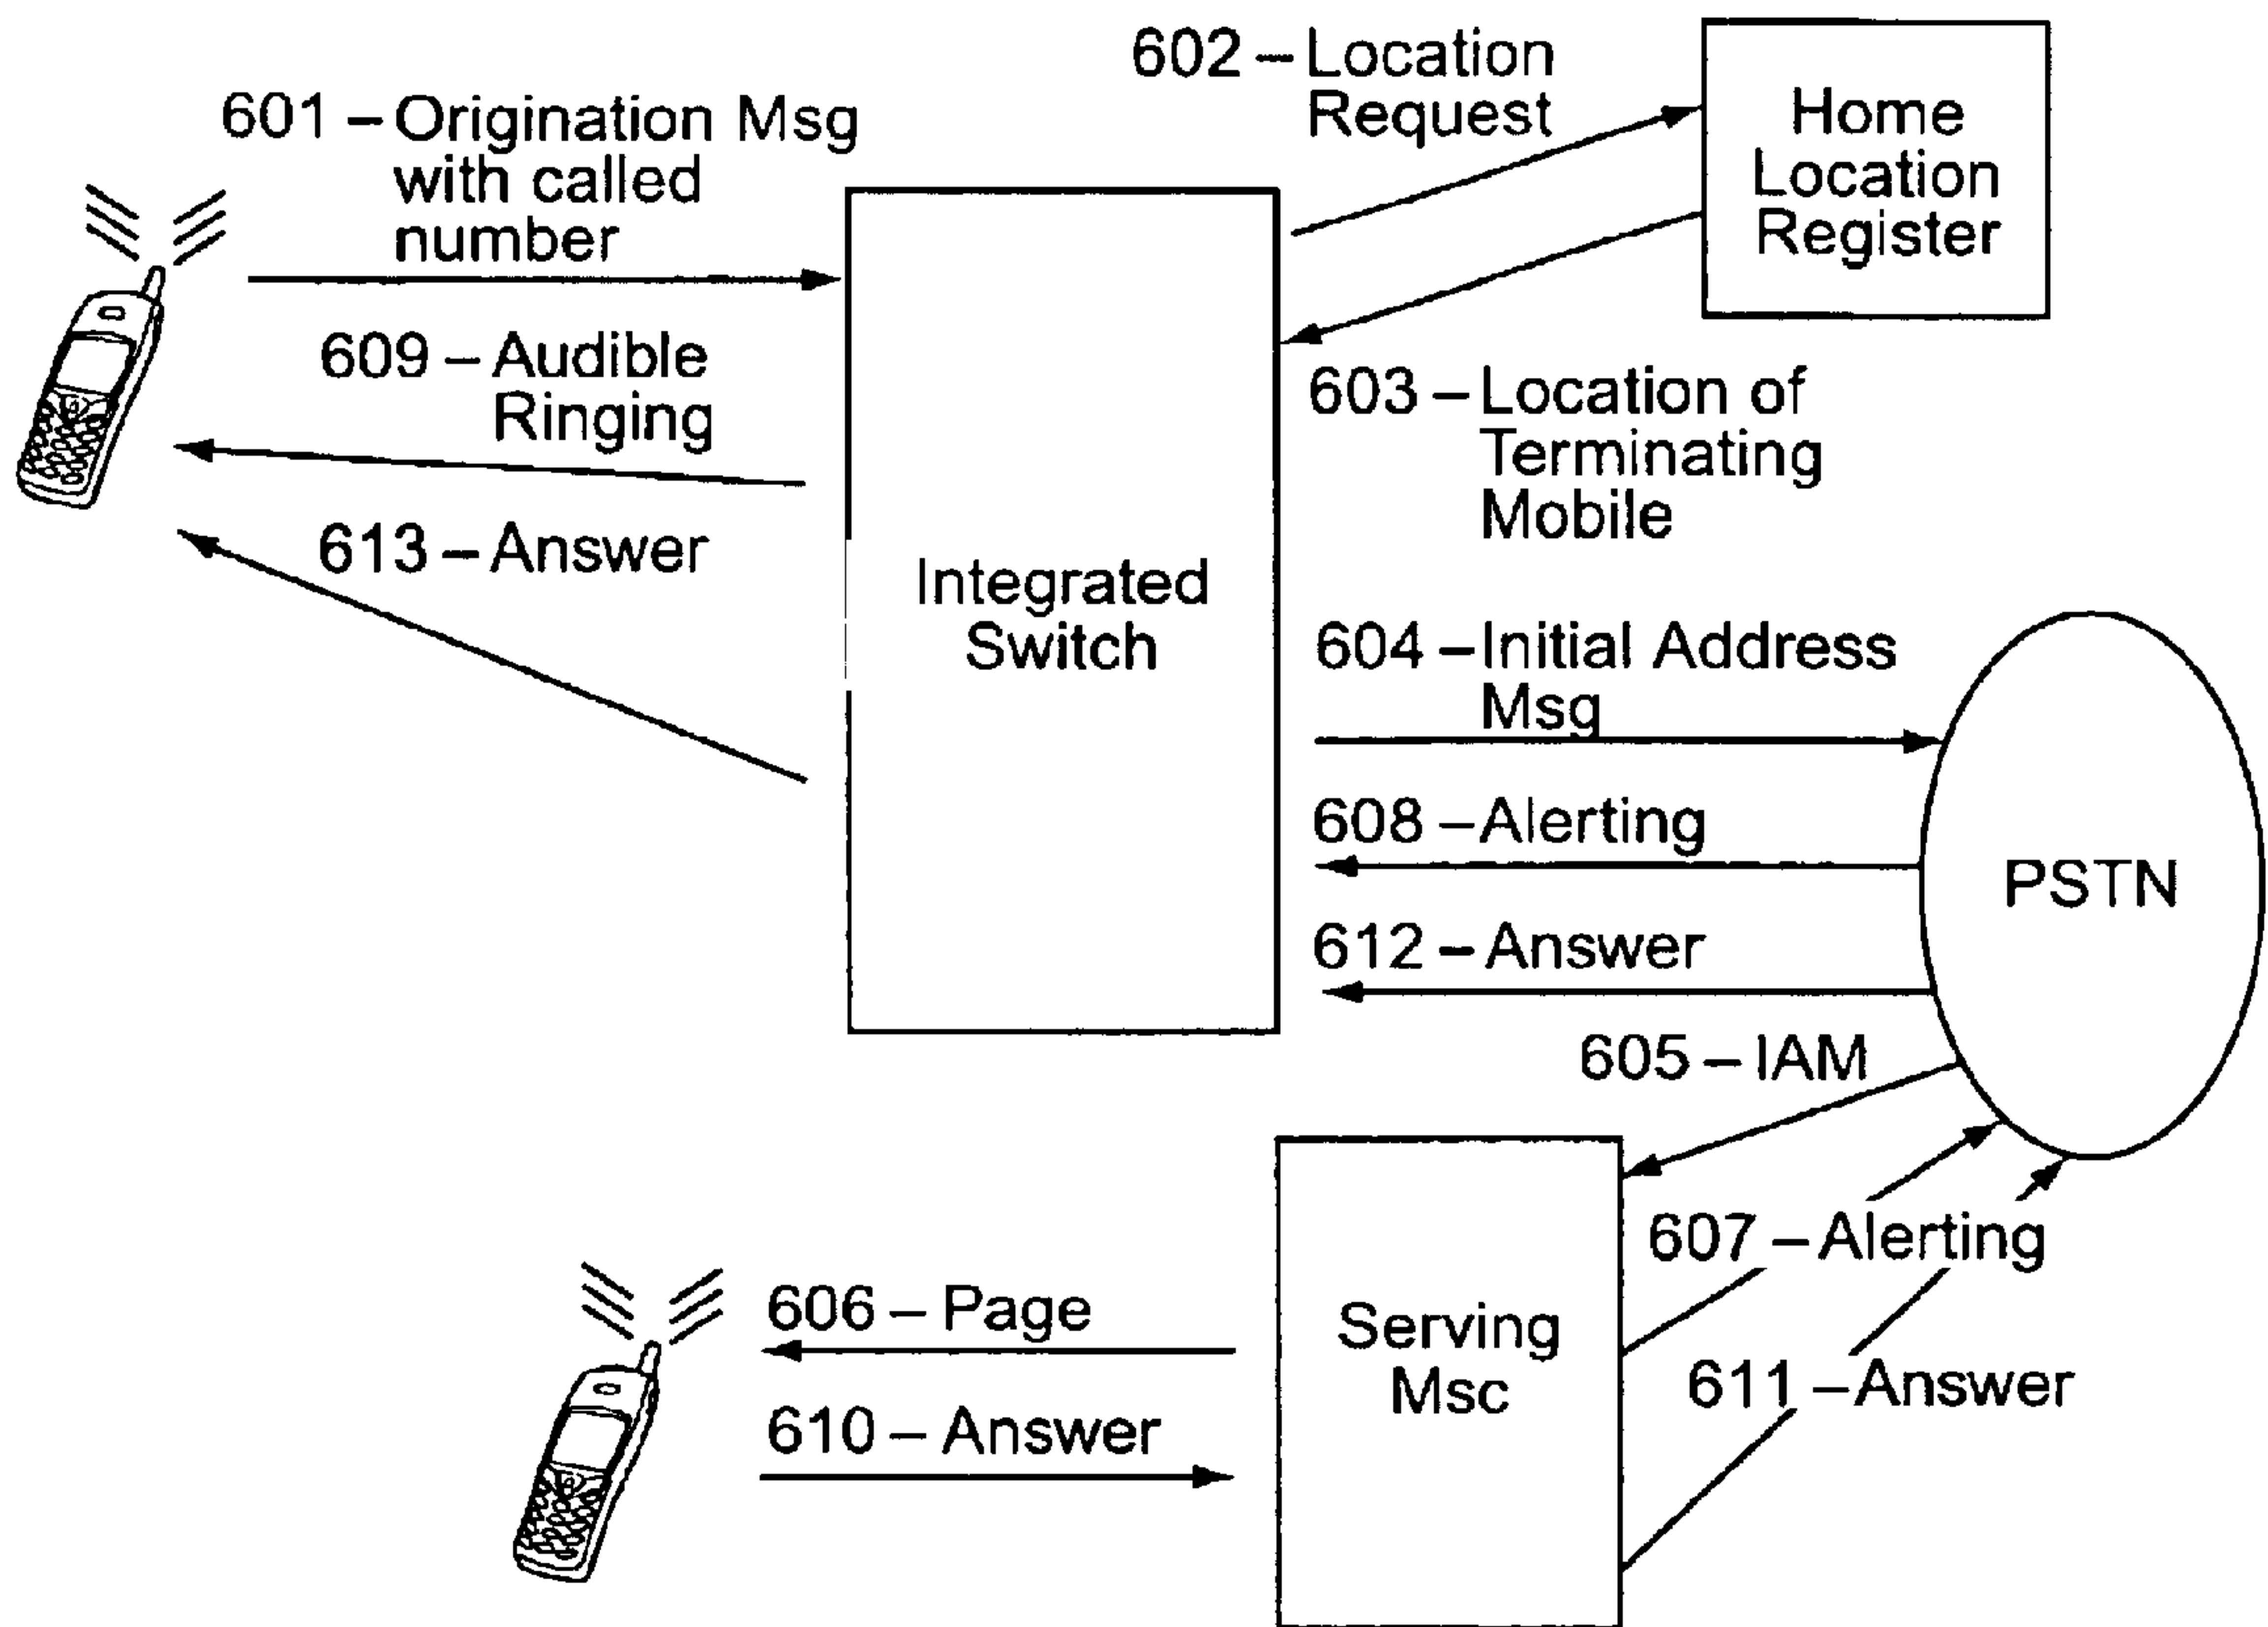 602 – Location
Request
Home
Location
Register
601 – Origination Msg
with called
number
609 – Audible
Ringing
603 – Location of
Terminating
Mobile
613 – Answer
Integrated
Switch
604 – Initial Address
Msg
608 – Alerting
PSTN
612 – Answer
605 – IAM
607 – Alerting
606 – Page
Serving
Msc
611 – Answer
610 – Answer